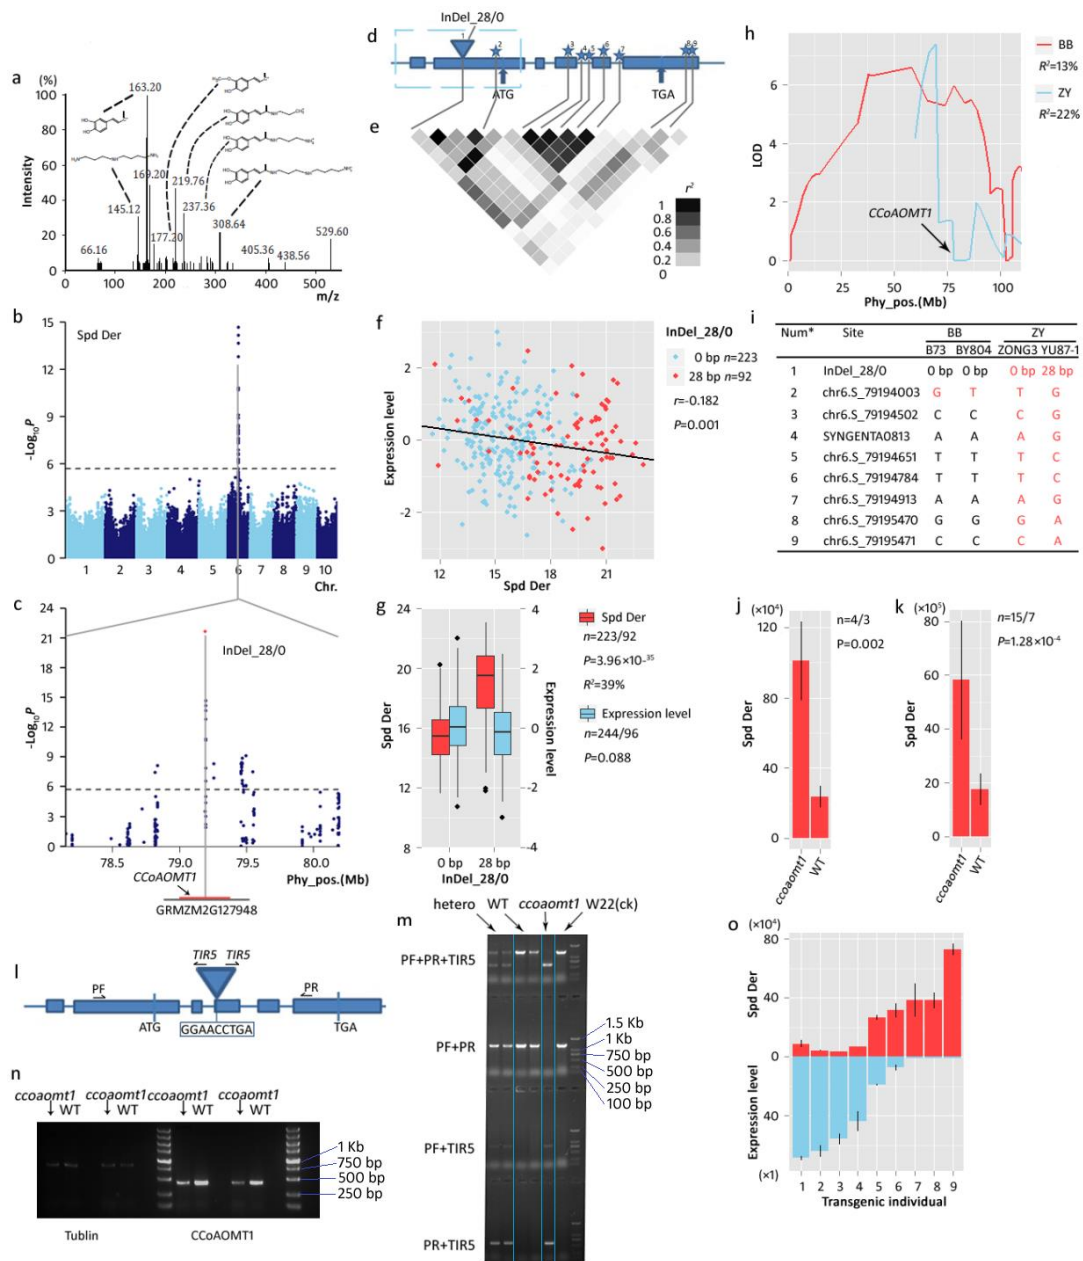 a
(%)
100
80
60
40
20
0
Intensity
163.20
169.20
219.76
237.36
145.12
177.20
308.64
66.16
405.36
438.56
529.60
0 100 200 300 400 500
m/z
b
Spd Der
15
12
9
6
3
0
-Log10P
1 2 3 4 5 6 7 8 9 10
Chr.
c
24
21
18
15
12
9
6
3
0
-Log10P
InDel_28/0
78.5 79.0 79.5 80.0
Phy_pos.(Mb)
CCoAOMT1
GRMZM2G127948
d
InDel_28/0
1 2 3 4 5 6 7 8 9
ATG
TGA
e
r²
1
0.8
0.6
0.4
0.2
0
f
Expression level
2
0
-2
12 15 18 21
Spd Der
InDel_28/0
0 bp n=223
28 bp n=92
r=-0.182
P=0.001
g
24
20
16
12
8
Spd Der
4
2
0
-2
-4
Expression level
0 bp 28 bp
InDel_28/0
Spd Der
n=223/92
P=3.96×10⁻³⁵
R²=39%
Expression level
n=244/96
P=0.088
h
6
4
2
0
LOD
CCoAOMT1
0 25 50 75 100
Phy_pos.(Mb)
BB
R²=13%
ZY
R²=22%
i
Num* Site BB ZY
B73 BY804 ZONG3 YU87-1
1 InDel_28/0 0 bp 0 bp 0 bp 28 bp
2 chr6.S_79194003 G T T G
3 chr6.S_79194502 C C C G
4 SYNGENTA0813 A A A G
5 chr6.S_79194651 T T T C
6 chr6.S_79194784 T T T C
7 chr6.S_79194913 A A A G
8 chr6.S_79195470 G G G A
9 chr6.S_79195471 C C C A
j
(×10⁴)
120
80
40
0
Spd Der
n=4/3
P=0.002
ccoaomt1 WT
k
(×10⁵)
80
60
40
20
0
Spd Der
n=15/7
P=1.28×10⁻⁴
ccoaomt1 WT
l
TIR5 TIR5
PF PR
ATG
GGAACCTGA
TGA
m
hetero WT ccoaomt1 W22(ck)
PF+PR+TIR5
PF+PR
PF+TIR5
PR+TIR5
1.5 Kb
1 Kb
750 bp
500 bp
250 bp
100 bp
n
ccoaomt1 ccoaomt1 ccoaomt1 ccoaomt1
WT WT WT WT
1 Kb
750 bp
500 bp
250 bp
Tublin CCoAOMT1
o
(×10⁴)
80
40
0
40
80
(×1)
Spd Der
Expression level
1 2 3 4 5 6 7 8 9
Transgenic individual